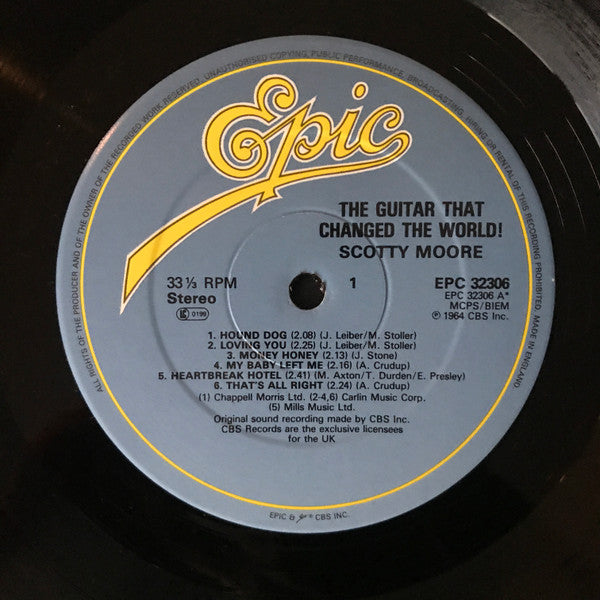 ALL RIGHTS OF THE PRODUCER AND OF THE OWNER OF THE RECORDED WORK RESERVED. UNAUTHORISED COPYING, PUBLIC PERFORMANCE, BROADCASTING, HIRING OR RENTAL OF THIS RECORDING PROHIBITED. MADE IN ENGLAND.
Epic
THE GUITAR THAT
CHANGED THE WORLD!
SCOTTY MOORE
33⅓ RPM
Stereo
LC 0199
1
EPC 32306
EPC 32306 A*
MCPS/BIEM
℗ 1964 CBS Inc.
1. HOUND DOG (2.08) (J. Leiber/M. Stoller)
2. LOVING YOU (2.25) (J. Leiber/M. Stoller)
3. MONEY HONEY (2.13) (J. Stone)
4. MY BABY LEFT ME (2.16) (A. Crudup)
5. HEARTBREAK HOTEL (2.41) (M. Axton/T. Durden/E. Presley)
6. THAT'S ALL RIGHT (2.24) (A. Crudup)
(1) Chappell Morris Ltd. (2-4,6) Carlin Music Corp.
(5) Mills Music Ltd.
Original sound recording made by CBS Inc.
CBS Records are the exclusive licensees
for the UK
EPIC & Epic ® CBS INC.